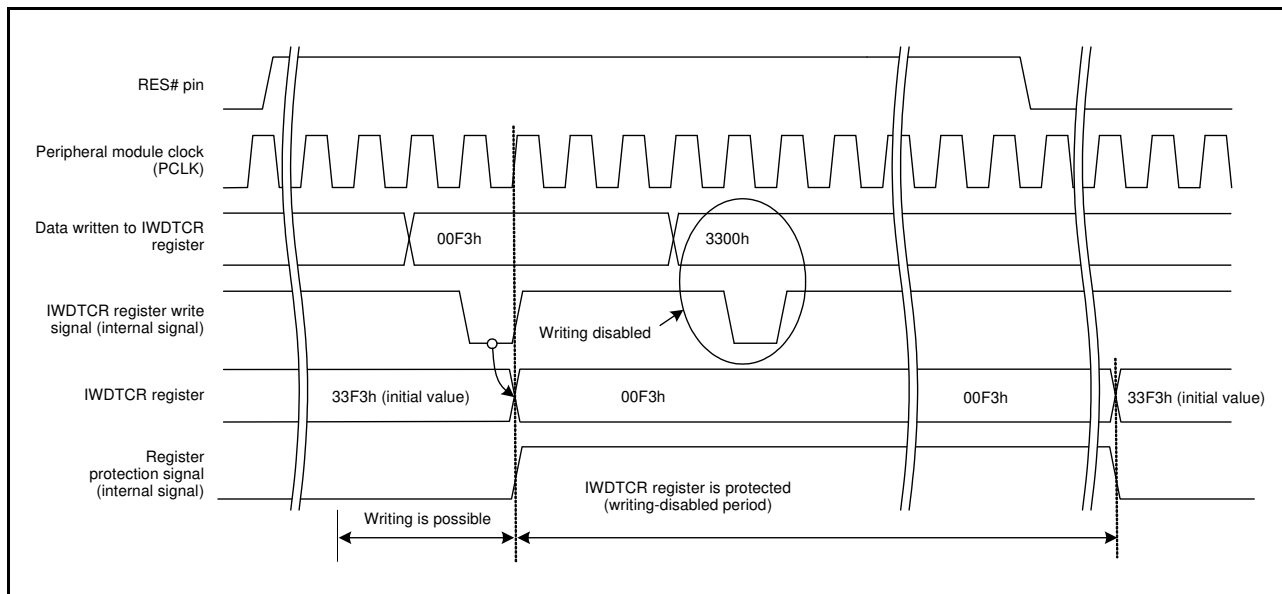 RES# pin
Peripheral module clock
(PCLK)
Data written to IWDTCR
register
00F3h
3300h
IWDTCR register write
signal (internal signal)
Writing disabled
IWDTCR register
33F3h (initial value)
00F3h
00F3h
33F3h (initial value)
Register
protection signal
(internal signal)
IWDTCR register is protected
(writing-disabled period)
Writing is possible